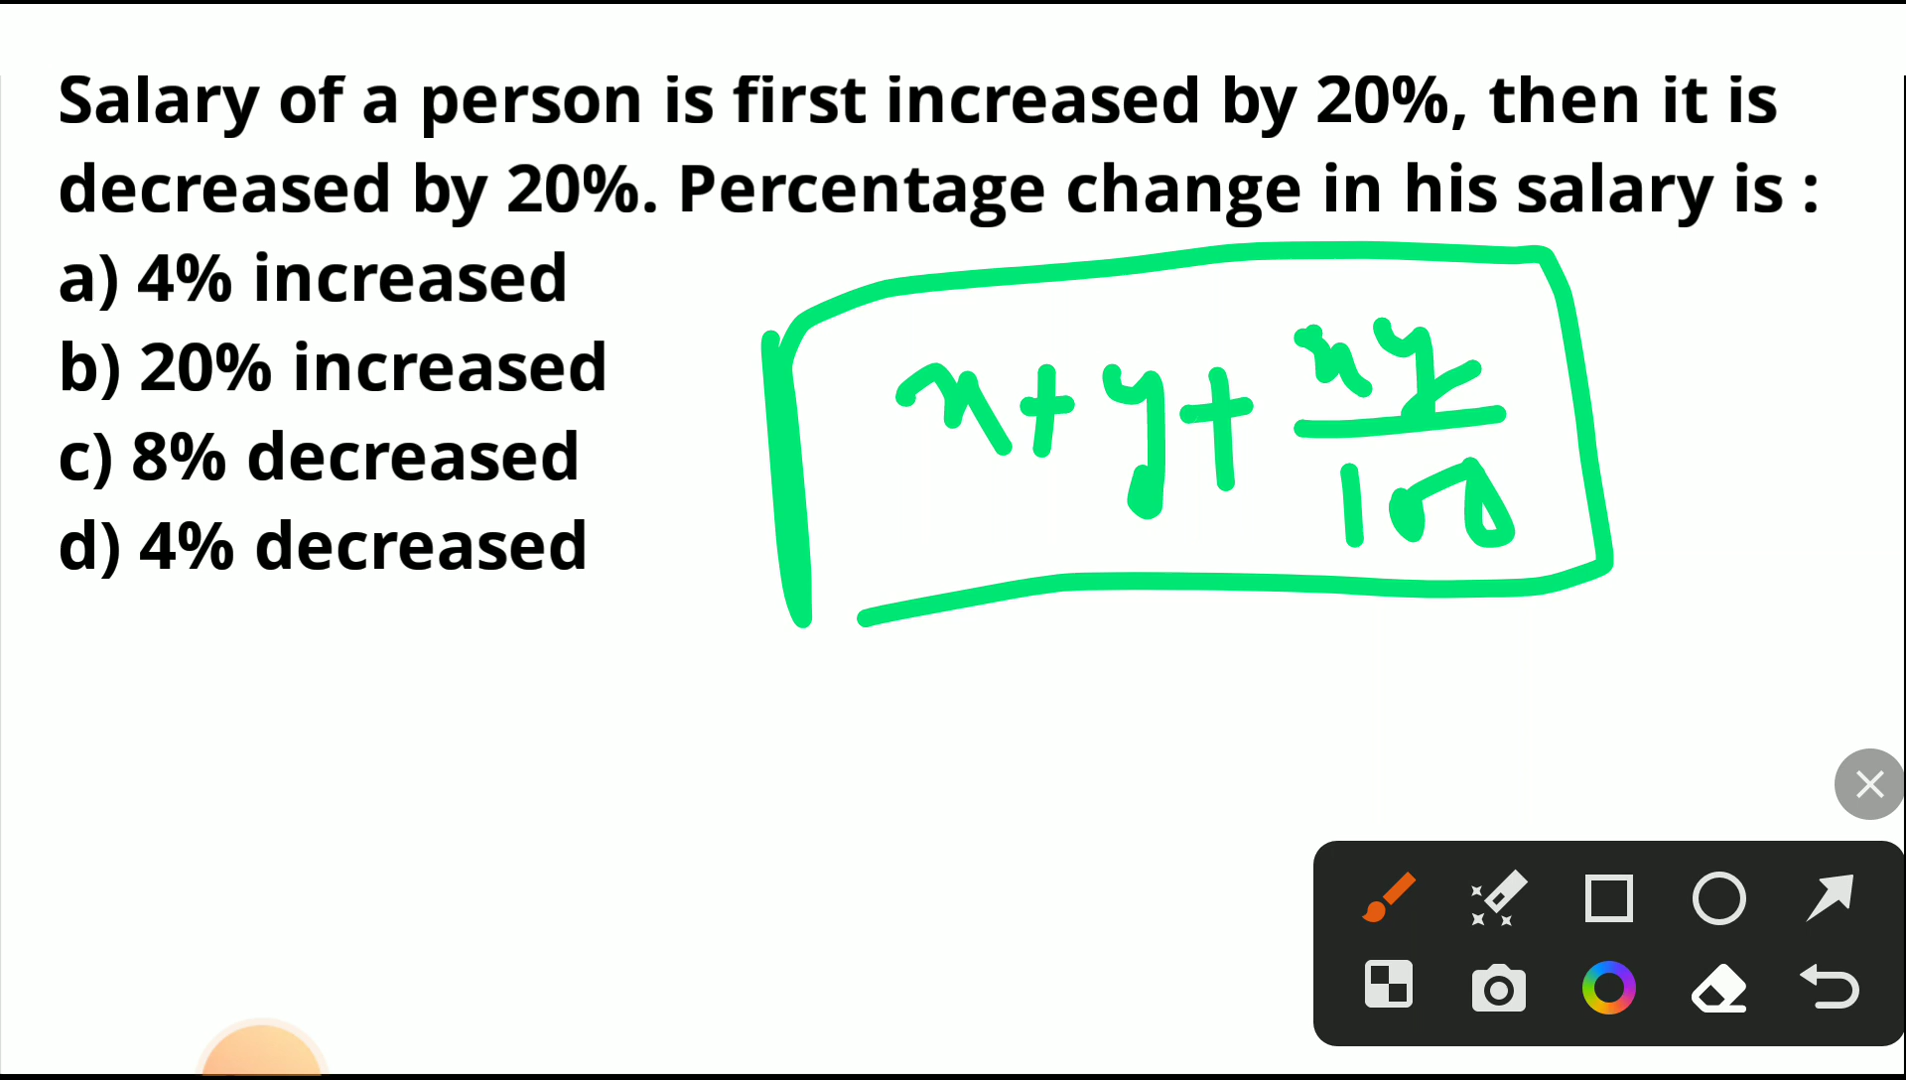 Salary of a person is first increased by 20%, then it is
decreased by 20%. Percentage change in his salary is :
a) 4% increased
b) 20% increased
c) 8% decreased
d) 4% decreased
x+y+xy/100